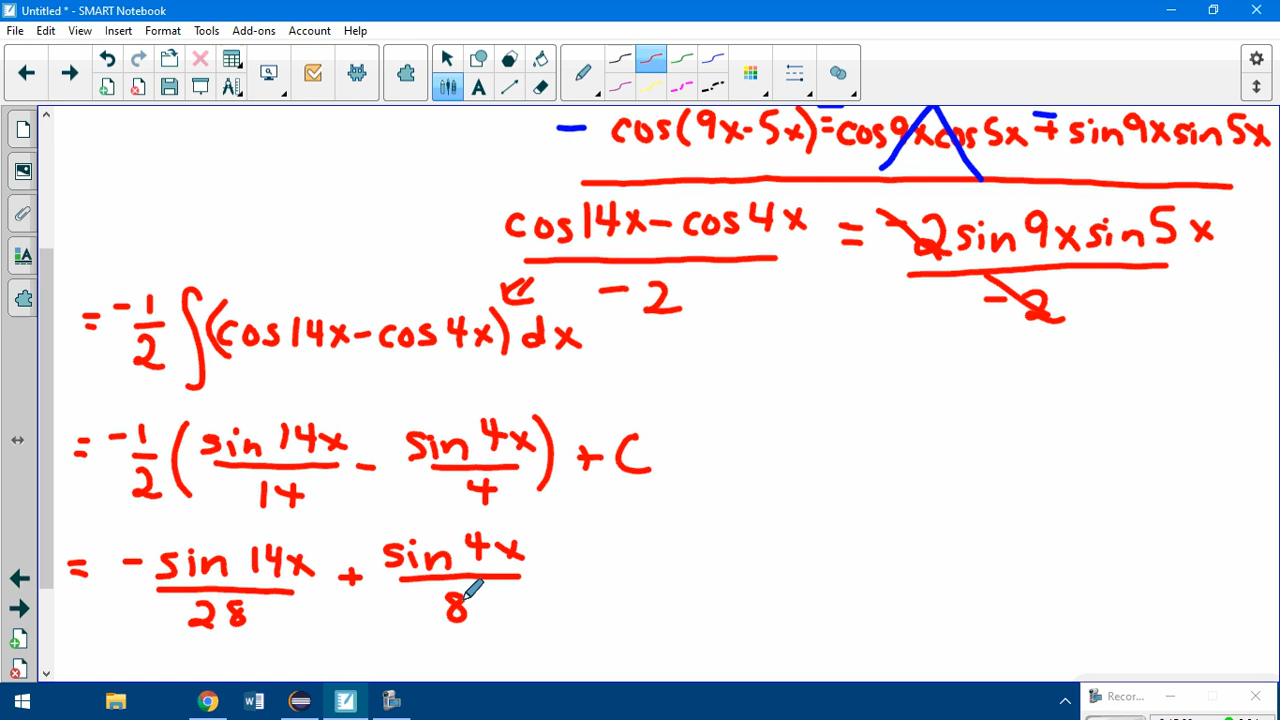 Untitled * - SMART Notebook
File Edit View Insert Format Tools Add-ons Account Help
- cos(9x-5x)=cos9xcos5x + sin9xsin5x
cos14x-cos4x = -2sin9xsin5x
-2 -2
= -1/2 ∫(cos14x-cos4x) dx
= -1/2 (sin14x/14 - sin4x/4) + C
= -sin14x/28 + sin4x/8
Recor...